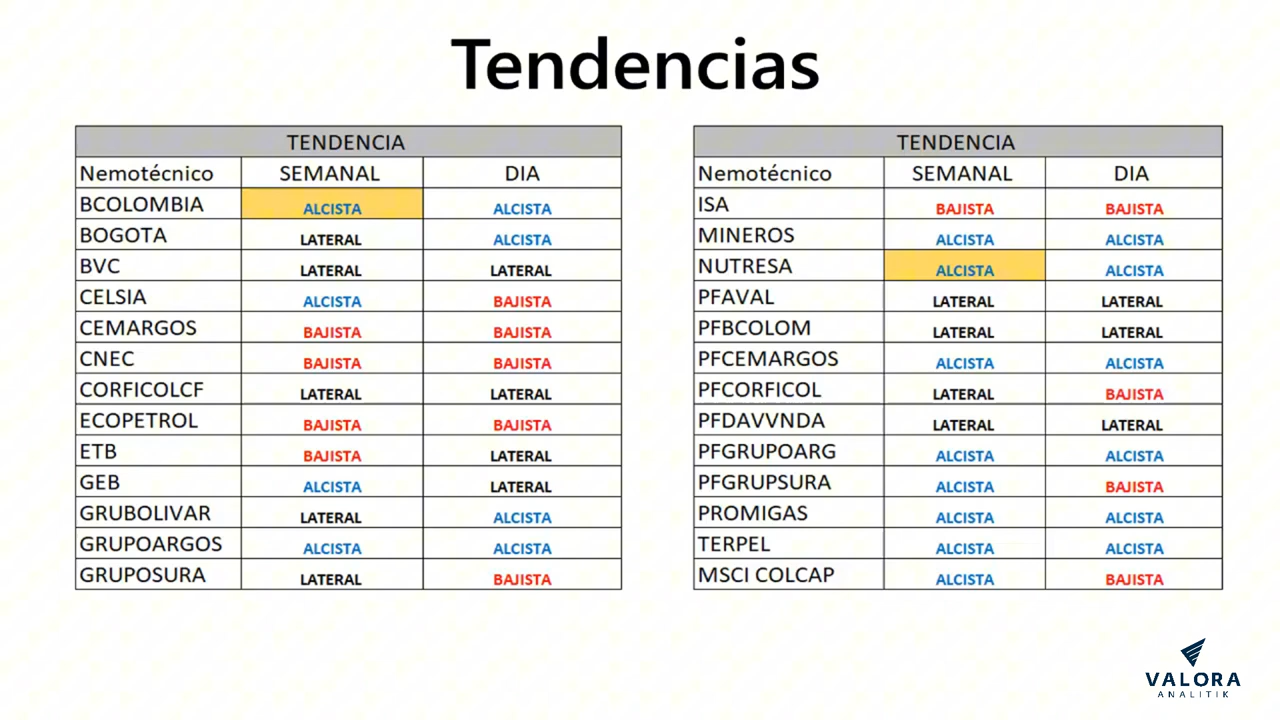 Tendencias
TENDENCIA
Nemotécnico SEMANAL DIA
BCOLOMBIA ALCISTA ALCISTA
BOGOTA LATERAL ALCISTA
BVC LATERAL LATERAL
CELSIA ALCISTA BAJISTA
CEMARGOS BAJISTA BAJISTA
CNEC BAJISTA BAJISTA
CORFICOLCF LATERAL LATERAL
ECOPETROL BAJISTA BAJISTA
ETB BAJISTA LATERAL
GEB ALCISTA LATERAL
GRUBOLIVAR LATERAL ALCISTA
GRUPOARGOS ALCISTA ALCISTA
GRUPOSURA LATERAL BAJISTA
TENDENCIA
Nemotécnico SEMANAL DIA
ISA BAJISTA BAJISTA
MINEROS ALCISTA ALCISTA
NUTRESA ALCISTA ALCISTA
PFAVAL LATERAL LATERAL
PFBCOLOM LATERAL LATERAL
PFCEMARGOS ALCISTA ALCISTA
PFCORFICOL LATERAL BAJISTA
PFDAVVNDA LATERAL LATERAL
PFGRUPOARG ALCISTA ALCISTA
PFGRUPSURA ALCISTA BAJISTA
PROMIGAS ALCISTA ALCISTA
TERPEL ALCISTA ALCISTA
MSCI COLCAP ALCISTA BAJISTA
VALORA
ANALITIK